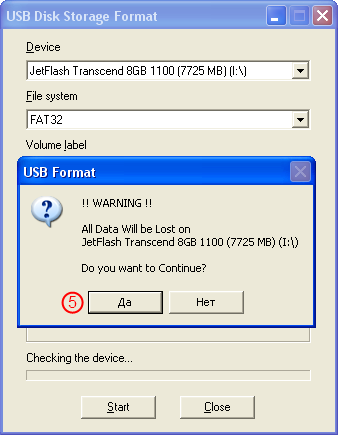 USB Disk Storage Format
Device
JetFlash Transcend 8GB 1100 (7725 MB) (I:\)
File system
FAT32
Volume label
USB Format
!! WARNING !!
All Data Will be Lost on
JetFlash Transcend 8GB 1100 (7725 MB) (I:\)
Do you want to Continue?
5 Да Нет
Checking the device...
Start Close